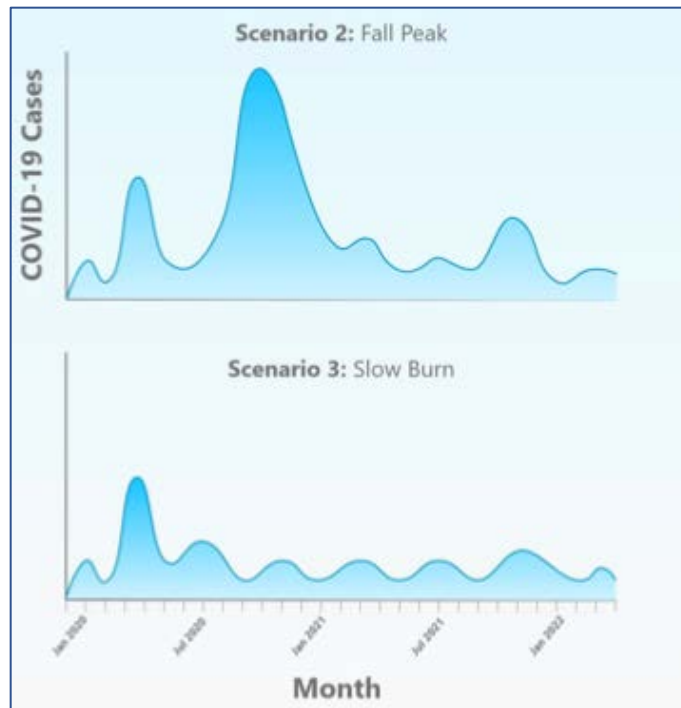 Scenario 2: Fall Peak
COVID-19 Cases
Scenario 3: Slow Burn
Jan 2020
Jul 2020
Jan 2021
Jul 2021
Jan 2022
Month